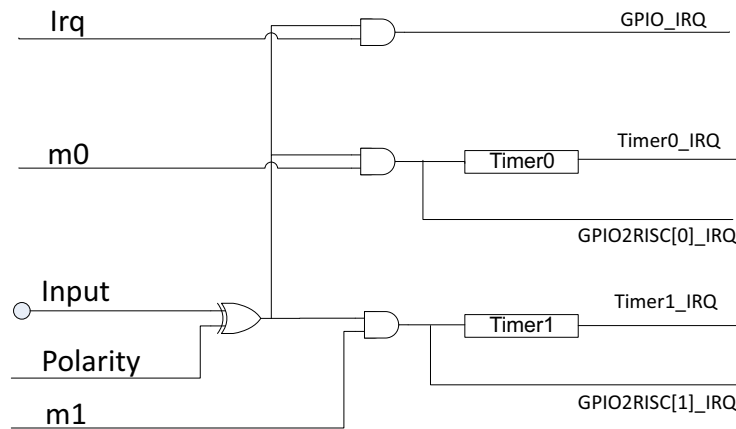 Irq
GPIO_IRQ
m0
Timer0
Timer0_IRQ
GPIO2RISC[0]_IRQ
Input
Timer1
Timer1_IRQ
Polarity
GPIO2RISC[1]_IRQ
m1